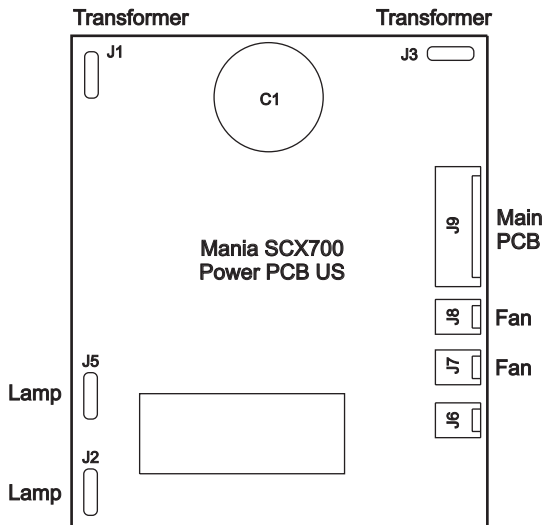 Transformer
Transformer
J1
J3
C1
J9
Main
PCB
Mania SCX700
Power PCB US
J8
Fan
J7
Fan
J5
Lamp
J6
J2
Lamp